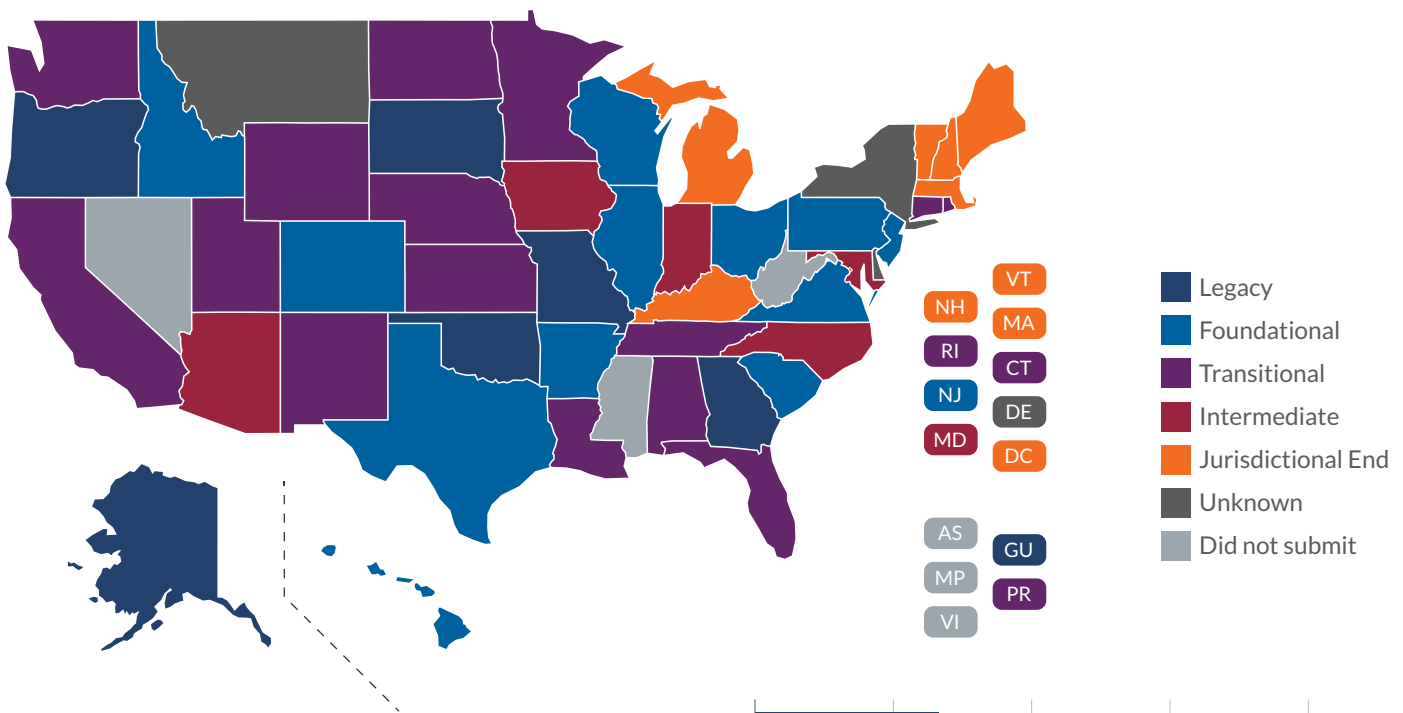 VT
NH
MA
RI
CT
NJ
DE
MD
DC
AS
GU
MP
PR
VI
Legacy
Foundational
Transitional
Intermediate
Jurisdictional End
Unknown
Did not submit